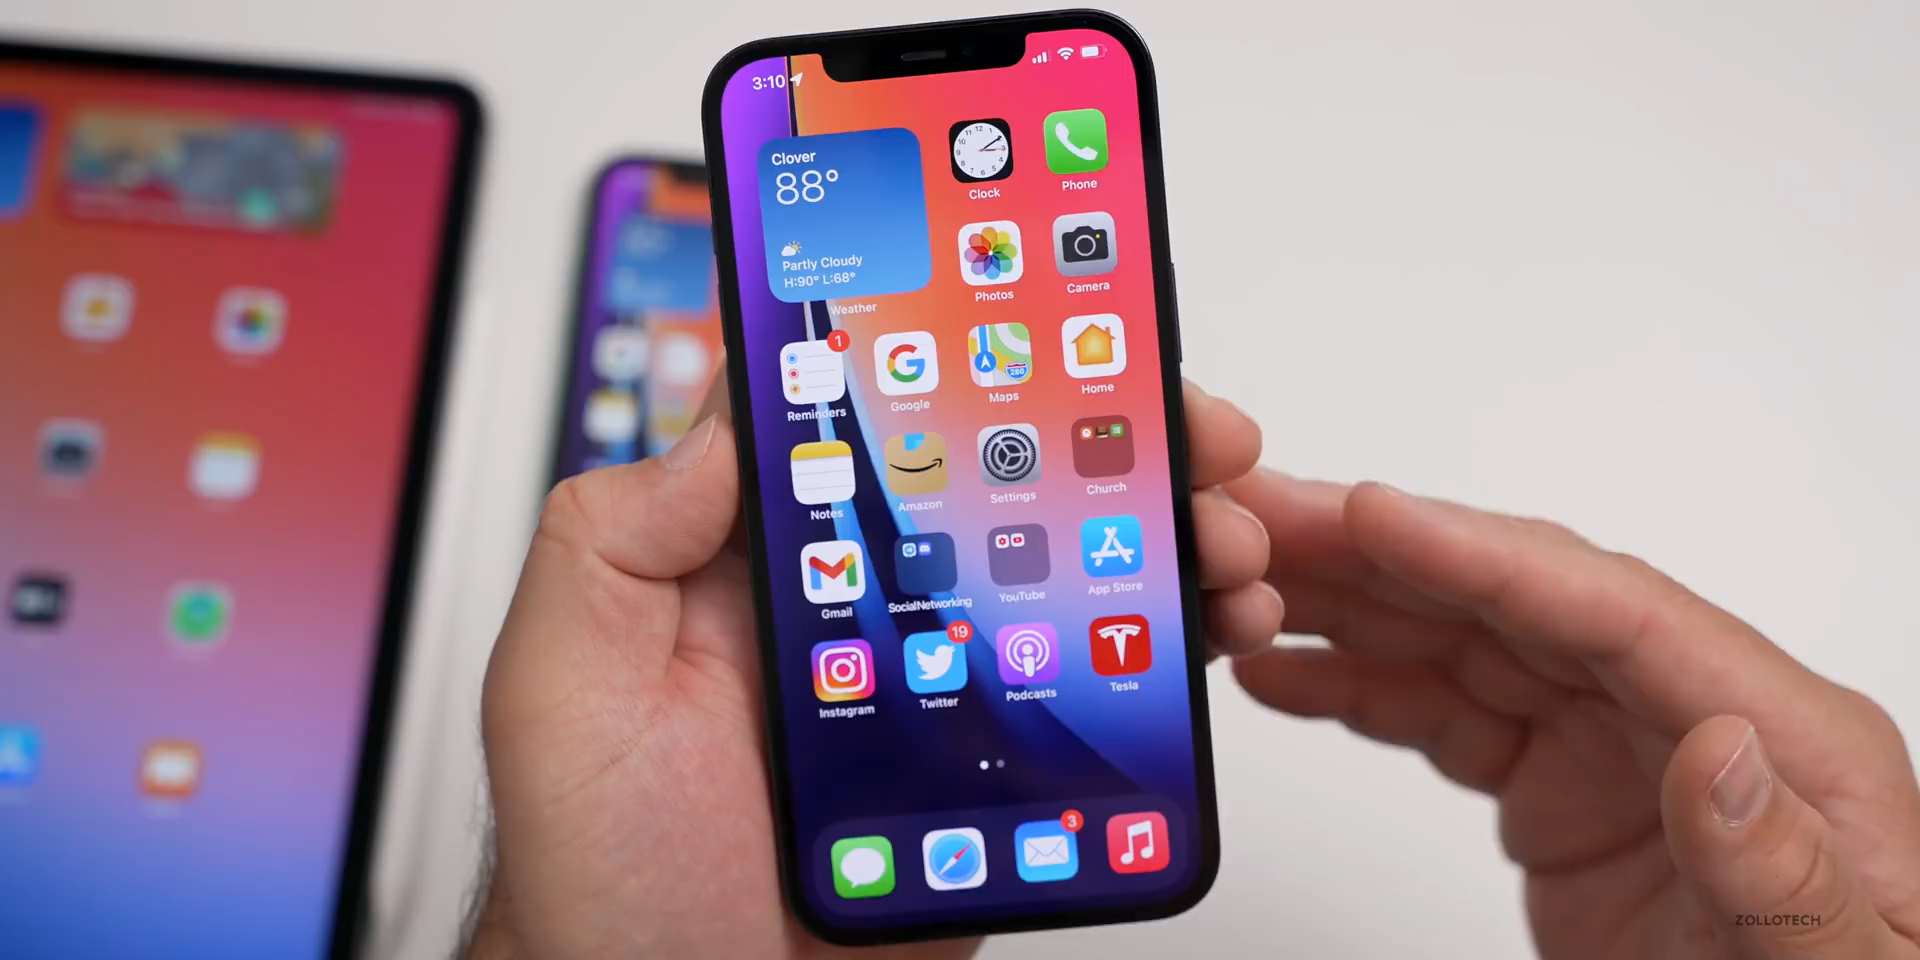 3:10
Clover
88°
Partly Cloudy
H:90° L:68°
Weather
Clock
Phone
Photos
Camera
1
Reminders
Google
Maps
280
Home
Notes
Amazon
Settings
Church
Gmail
SocialNetworking
YouTube
App Store
Instagram
19
Twitter
Podcasts
Tesla
3
ZOLLOTECH